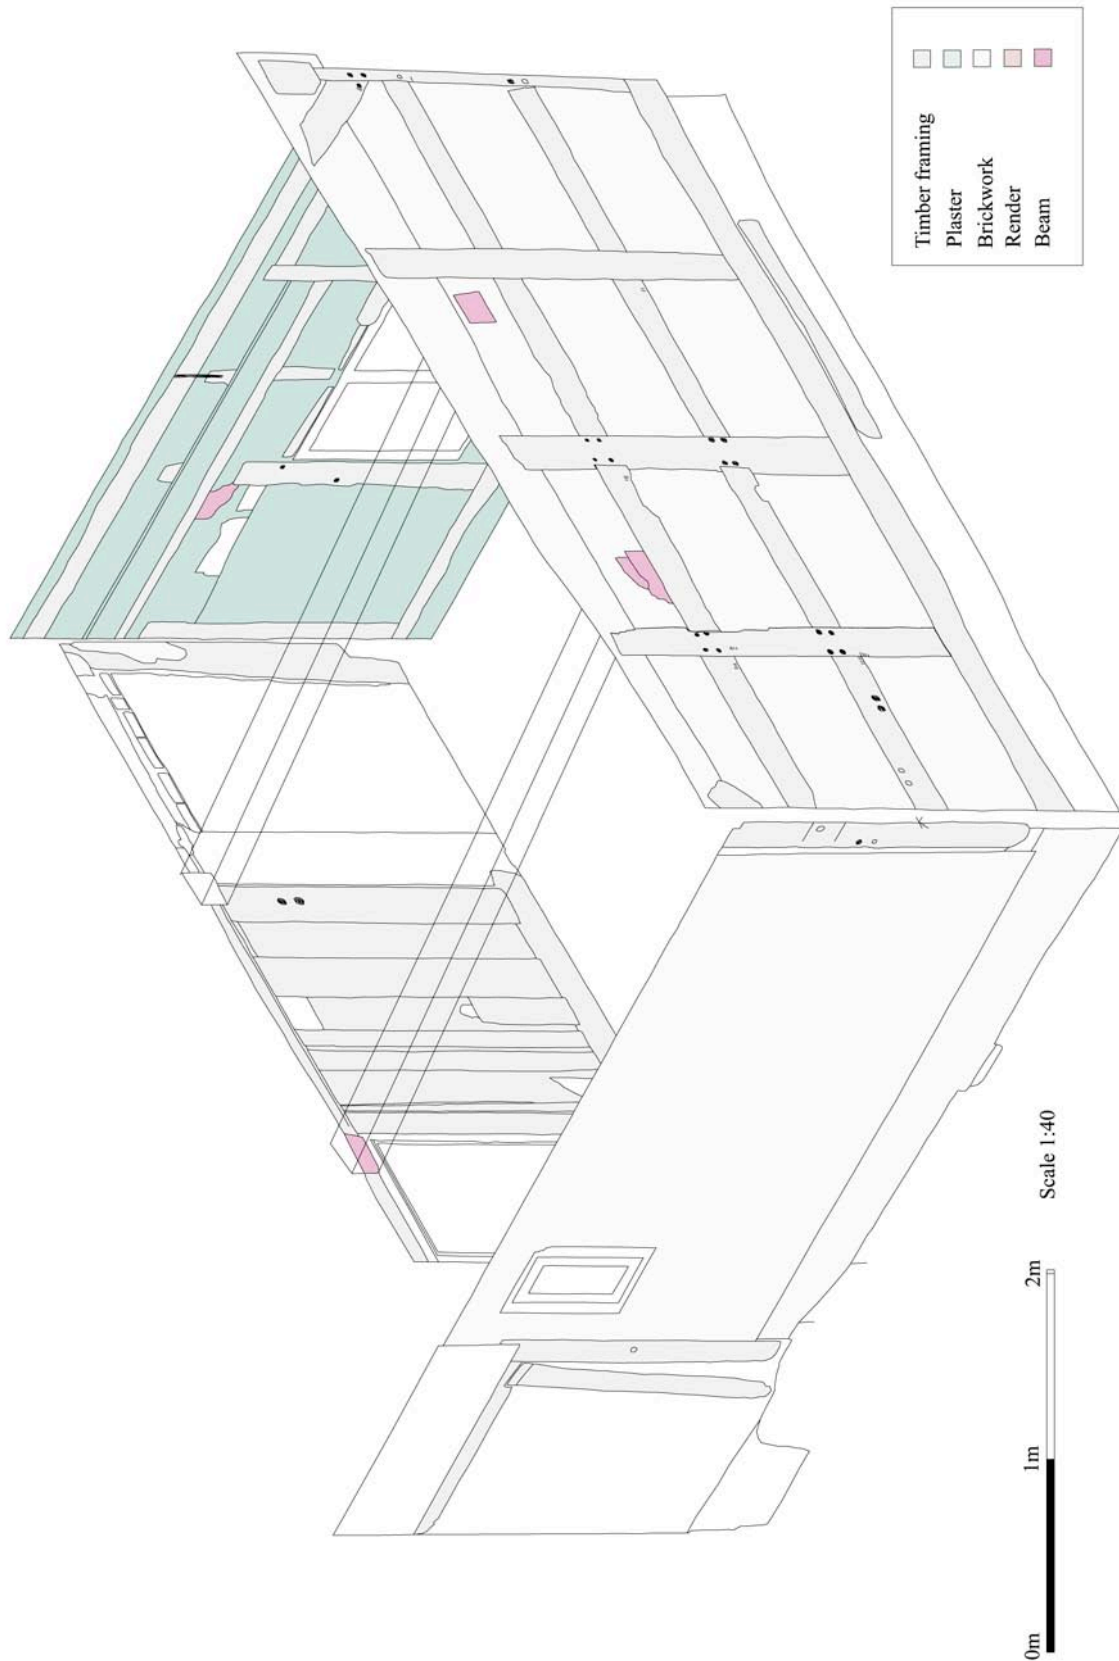 Timber framing
Plaster
Brickwork
Render
Beam
Scale 1:40
0m 1m 2m